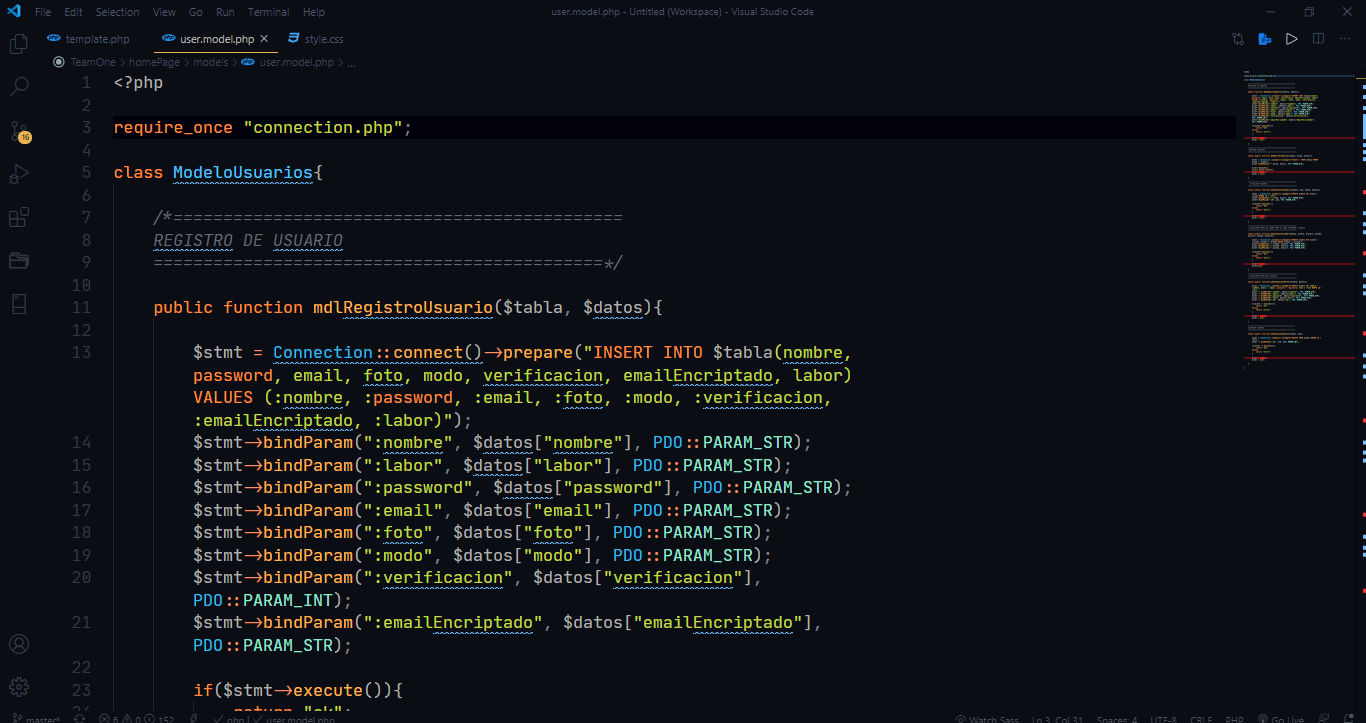 File Edit Selection View Go Run Terminal Help user.model.php - Untitled (Workspace) - Visual Studio Code
template.php user.model.php style.css
TeamOne > homePage > models > user.model.php > ...
1 <?php
2
3 require_once "connection.php";
4
5 class ModeloUsuarios{
6
7 /*=============================================
8 REGISTRO DE USUARIO
9 =============================================*/
10
11 public function mdlRegistroUsuario($tabla, $datos){
12
13 $stmt = Connection::connect()->prepare("INSERT INTO $tabla(nombre,
password, email, foto, modo, verificacion, emailEncriptado, labor)
VALUES (:nombre, :password, :email, :foto, :modo, :verificacion,
:emailEncriptado, :labor)");
14 $stmt->bindParam(":nombre", $datos["nombre"], PDO::PARAM_STR);
15 $stmt->bindParam(":labor", $datos["labor"], PDO::PARAM_STR);
16 $stmt->bindParam(":password", $datos["password"], PDO::PARAM_STR);
17 $stmt->bindParam(":email", $datos["email"], PDO::PARAM_STR);
18 $stmt->bindParam(":foto", $datos["foto"], PDO::PARAM_STR);
19 $stmt->bindParam(":modo", $datos["modo"], PDO::PARAM_STR);
20 $stmt->bindParam(":verificacion", $datos["verificacion"],
PDO::PARAM_INT);
21 $stmt->bindParam(":emailEncriptado", $datos["emailEncriptado"],
PDO::PARAM_STR);
22
23 if($stmt->execute()){
24 return "ok";
16
master* 6 0 152 php | user.model.php Watch Sass Ln 3, Col 31 Spaces: 4 UTF-8 CRLF PHP Go Live